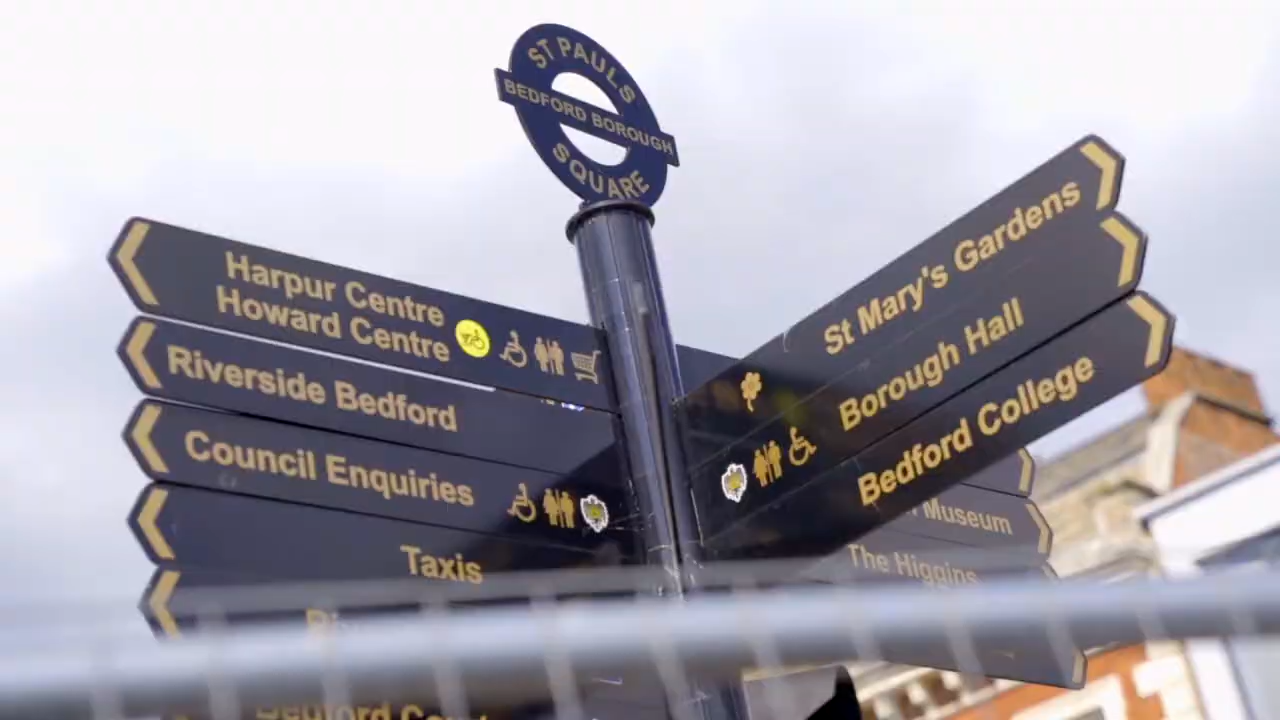 ST PAULS
BEDFORD BOROUGH
SQUARE
Harpur Centre
Howard Centre
Riverside Bedford
Council Enquiries
Taxis
St Mary's Gardens
Borough Hall
Bedford College
Museum
The Higgins
Bedford